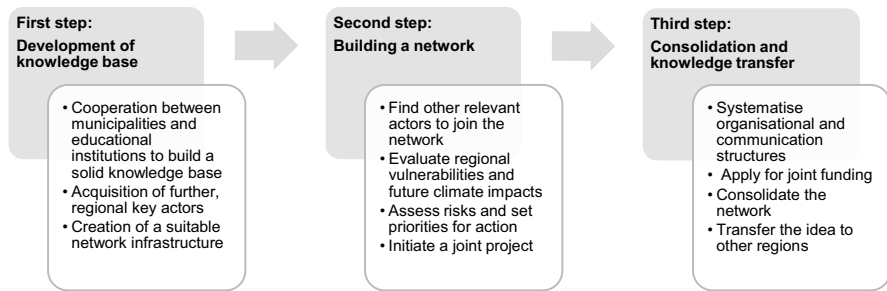 First step:
Development of
knowledge base
• Cooperation between
municipalities and
educational
institutions to build a
solid knowledge base
• Acquisition of further,
regional key actors
• Creation of a suitable
network infrastructure
Second step:
Building a network
• Find other relevant
actors to join the
network
• Evaluate regional
vulnerabilities and
future climate impacts
• Assess risks and set
priorities for action
• Initiate a joint project
Third step:
Consolidation and
knowledge transfer
• Systematise
organisational and
communication
structures
• Apply for joint funding
• Consolidate the
network
• Transfer the idea to
other regions